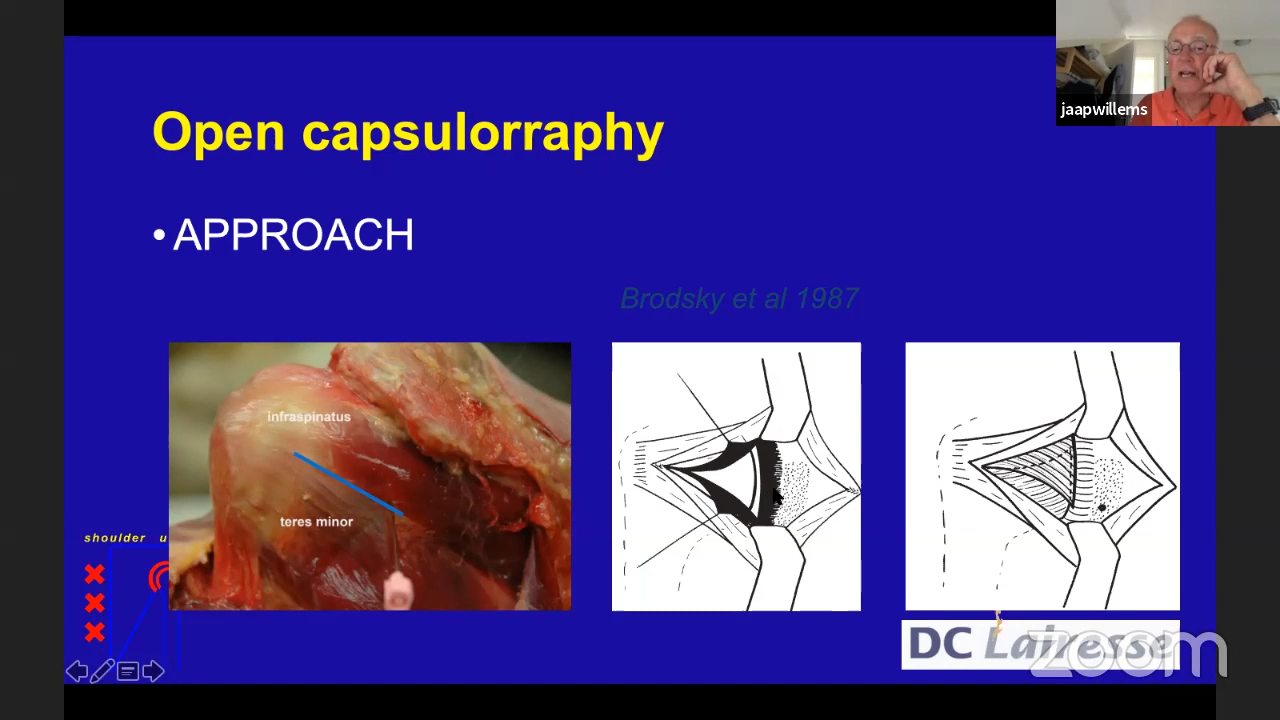 jaapwillems
Open capsulorraphy
• APPROACH
Brodsky et al 1987
infraspinatus
teres minor
shoulder u
DC Lairesse
zoom